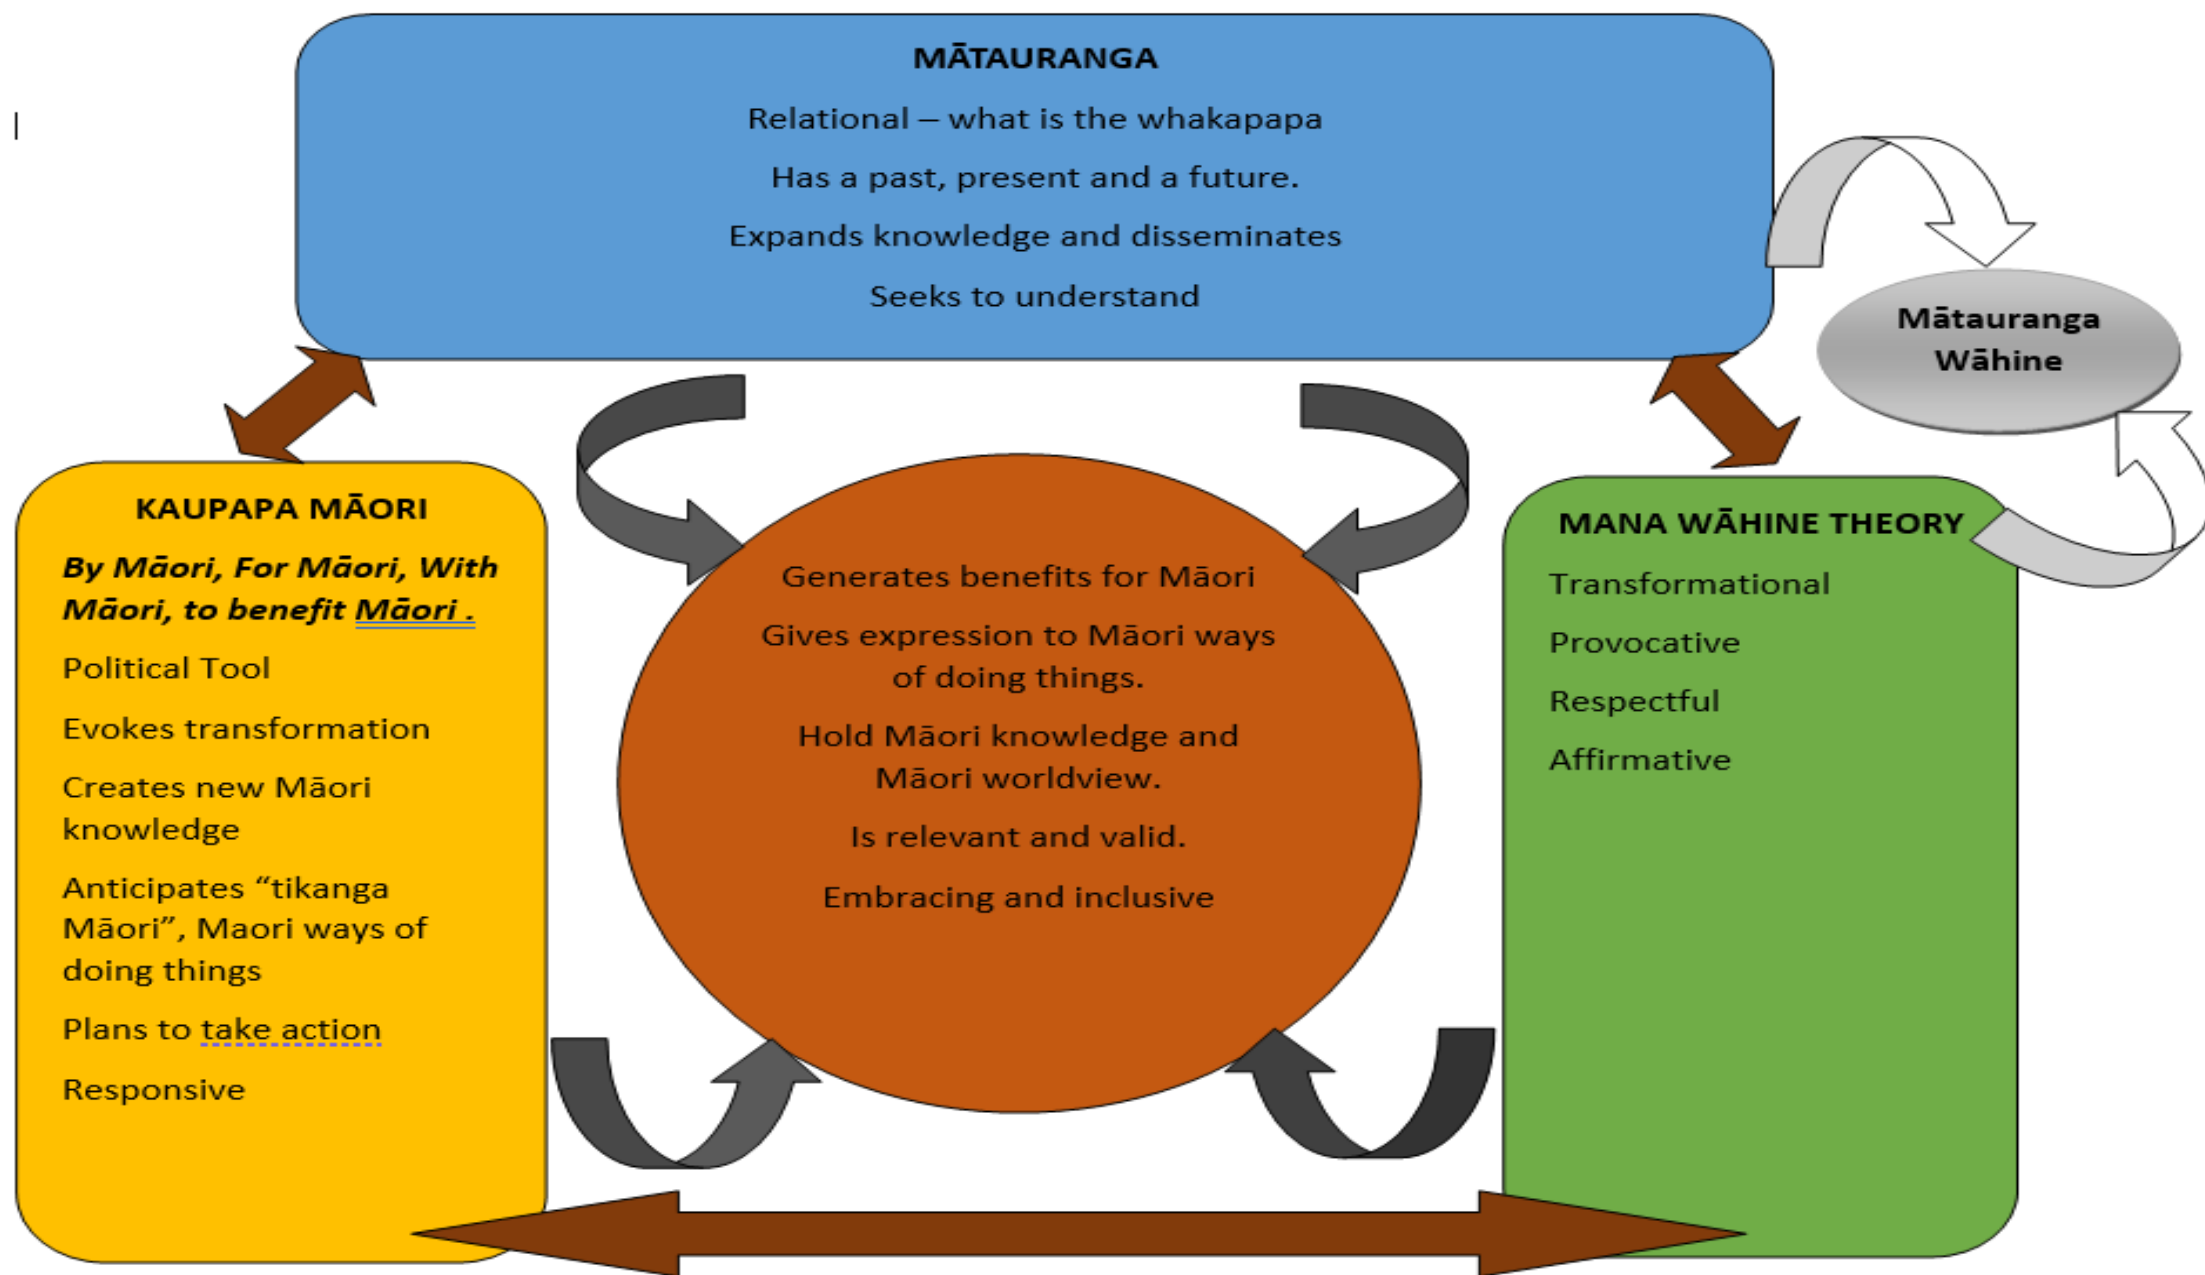 MĀTAURANGA
Relational – what is the whakapapa
Has a past, present and a future.
Expands knowledge and disseminates
Seeks to understand
Mātauranga
Wāhine
KAUPAPA MĀORI
By Māori, For Māori, With
Māori, to benefit Māori .
Political Tool
Evokes transformation
Creates new Māori
knowledge
Anticipates “tikanga
Māori”, Maori ways of
doing things
Plans to take action
Responsive
Generates benefits for Māori
Gives expression to Māori ways
of doing things.
Hold Māori knowledge and
Māori worldview.
Is relevant and valid.
Embracing and inclusive
MANA WĀHINE THEORY
Transformational
Provocative
Respectful
Affirmative